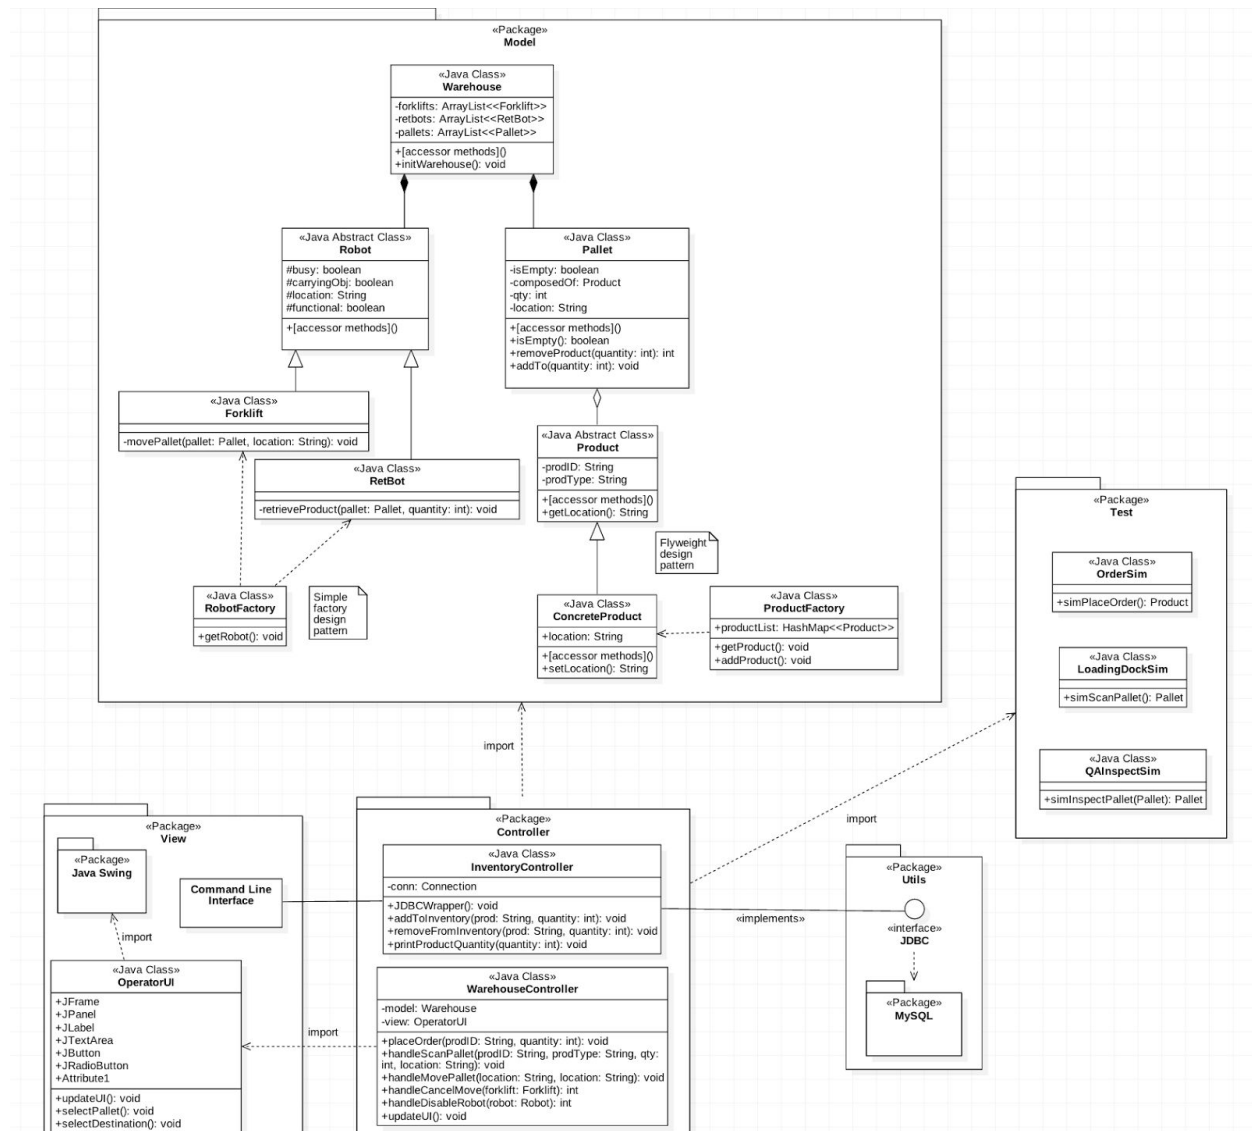 «Package»
Model
«Java Class»
Warehouse
-forklifts: ArrayList<<Forklift>>
-retbots: ArrayList<<RetBot>>
-pallets: ArrayList<<Pallet>>
+[accessor methods]()
+initWarehouse(): void
«Java Abstract Class»
Robot
#busy: boolean
#carryingObj: boolean
#location: String
#functional: boolean
+[accessor methods]()
«Java Class»
Pallet
-isEmpty: boolean
-composedOf: Product
-qty: int
-location: String
+[accessor methods]()
+isEmpty(): boolean
+removeProduct(quantity: int): int
+addTo(quantity: int): void
«Java Class»
Forklift
-movePallet(pallet: Pallet, location: String): void
«Java Class»
RetBot
-retrieveProduct(pallet: Pallet, quantity: int): void
«Java Abstract Class»
Product
-prodID: String
-prodType: String
+[accessor methods]()
+getLocation(): String
Flyweight
design
pattern
«Java Class»
RobotFactory
+getRobot(): void
Simple
factory
design
pattern
«Java Class»
ConcreteProduct
+location: String
+[accessor methods]()
+setLocation(): String
«Java Class»
ProductFactory
+productList: HashMap<<Product>>
+getProduct(): void
+addProduct(): void
«Package»
Test
«Java Class»
OrderSim
+simPlaceOrder(): Product
«Java Class»
LoadingDockSim
+simScanPallet(): Pallet
«Java Class»
QAInspectSim
+simInspectPallet(Pallet): Pallet
import
import
«Package»
View
«Package»
Java Swing
Command Line
Interface
import
«Java Class»
OperatorUI
+JFrame
+JPanel
+JLabel
+JTextArea
+JButton
+JRadioButton
+Attribute1
+updateUI(): void
+selectPallet(): void
+selectDestination(): void
import
«Package»
Controller
«Java Class»
InventoryController
-conn: Connection
+JDBCWrapper(): void
+addToInventory(prod: String, quantity: int): void
+removeFromInventory(prod: String, quantity: int): void
+printProductQuantity(quantity: int): void
«Java Class»
WarehouseController
-model: Warehouse
-view: OperatorUI
+placeOrder(prodID: String, quantity: int): void
+handleScanPallet(prodID: String, prodType: String, qty:
int, location: String): void
+handleMovePallet(location: String, location: String): void
+handleCancelMove(forklift: Forklift): int
+handleDisableRobot(robot: Robot): int
+updateUI(): void
«implements»
«Package»
Utils
«interface»
JDBC
«Package»
MySQL